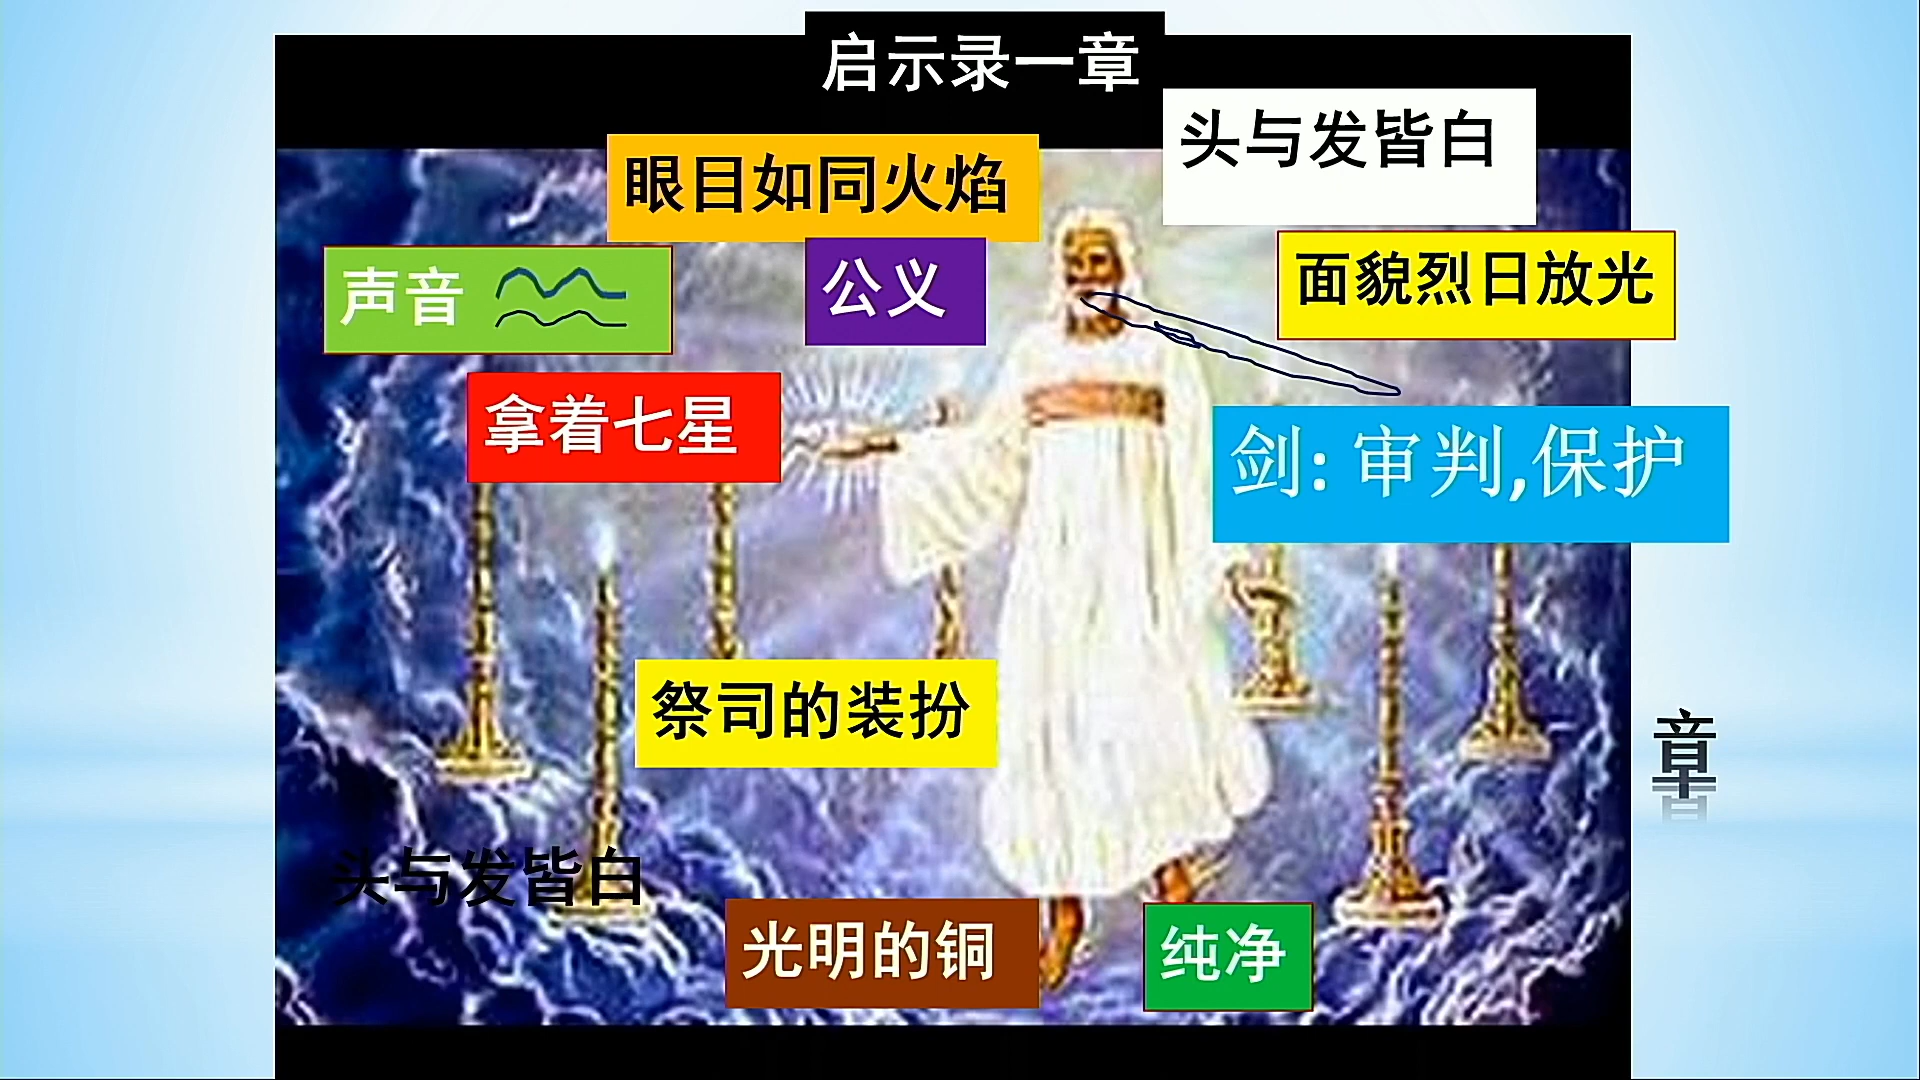 启示录一章
头与发皆白
眼目如同火焰
面貌烈日放光
声音
公义
拿着七星
剑: 审判,保护
祭司的装扮
章
头与发皆白
光明的铜
纯净